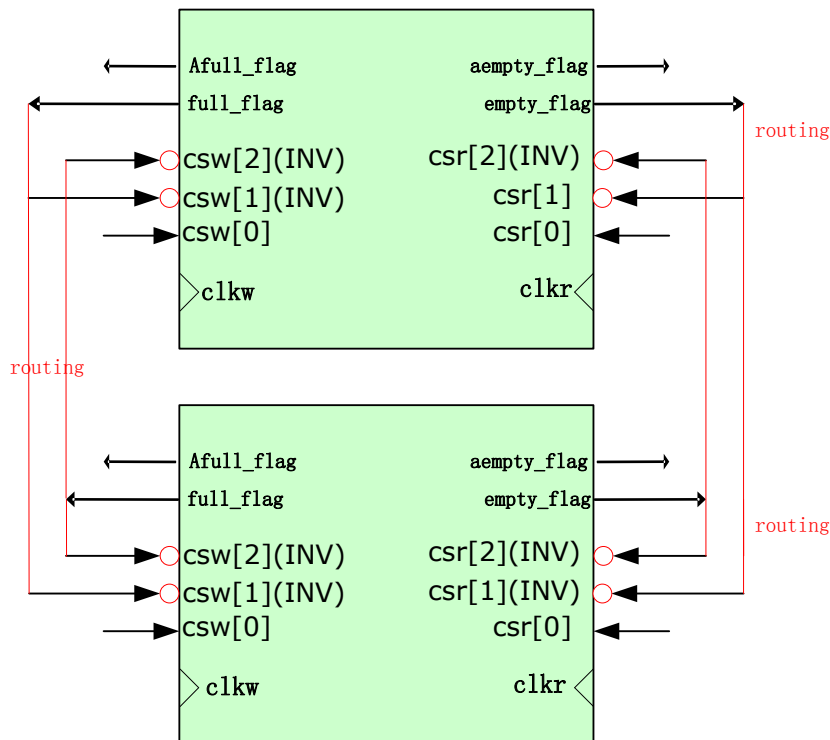 Afull_flag aempty_flag
full_flag empty_flag
routing
csw[2](INV) csr[2](INV)
csw[1](INV) csr[1]
csw[0] csr[0]
clkw clkr
routing
Afull_flag aempty_flag
full_flag empty_flag
routing
csw[2](INV) csr[2](INV)
csw[1](INV) csr[1](INV)
csw[0] csr[0]
clkw clkr